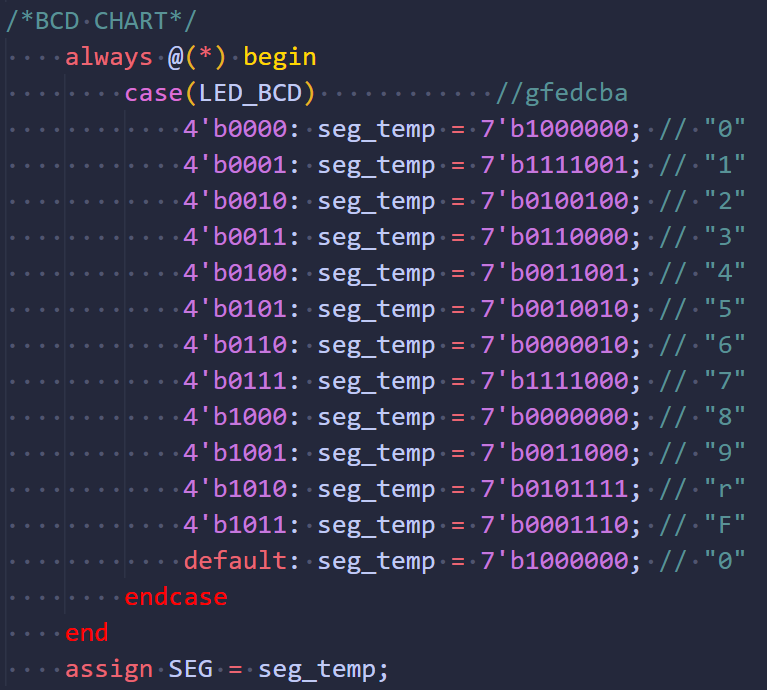 /*BCD CHART*/
always @(*) begin
case(LED_BCD) //gfedcba
4'b0000: seg_temp = 7'b1000000; // "0"
4'b0001: seg_temp = 7'b1111001; // "1"
4'b0010: seg_temp = 7'b0100100; // "2"
4'b0011: seg_temp = 7'b0110000; // "3"
4'b0100: seg_temp = 7'b0011001; // "4"
4'b0101: seg_temp = 7'b0010010; // "5"
4'b0110: seg_temp = 7'b0000010; // "6"
4'b0111: seg_temp = 7'b1111000; // "7"
4'b1000: seg_temp = 7'b0000000; // "8"
4'b1001: seg_temp = 7'b0011000; // "9"
4'b1010: seg_temp = 7'b0101111; // "r"
4'b1011: seg_temp = 7'b0001110; // "F"
default: seg_temp = 7'b1000000; // "0"
endcase
end
assign SEG = seg_temp;